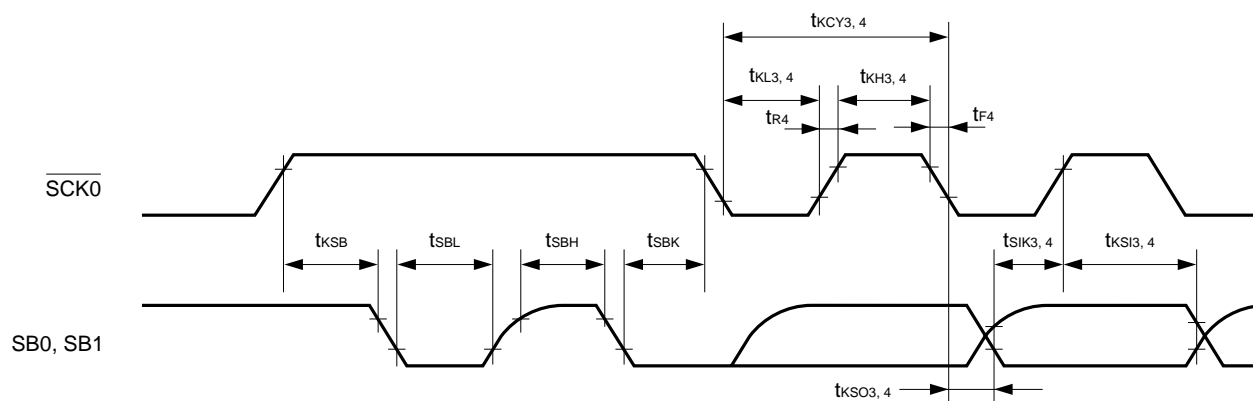 tKCY3, 4
tKL3, 4
tKH3, 4
tR4
tF4
SCK0
tKSB
tSBL
tSBH
tSBK
tSIK3, 4
tKSI3, 4
SB0, SB1
tKSO3, 4